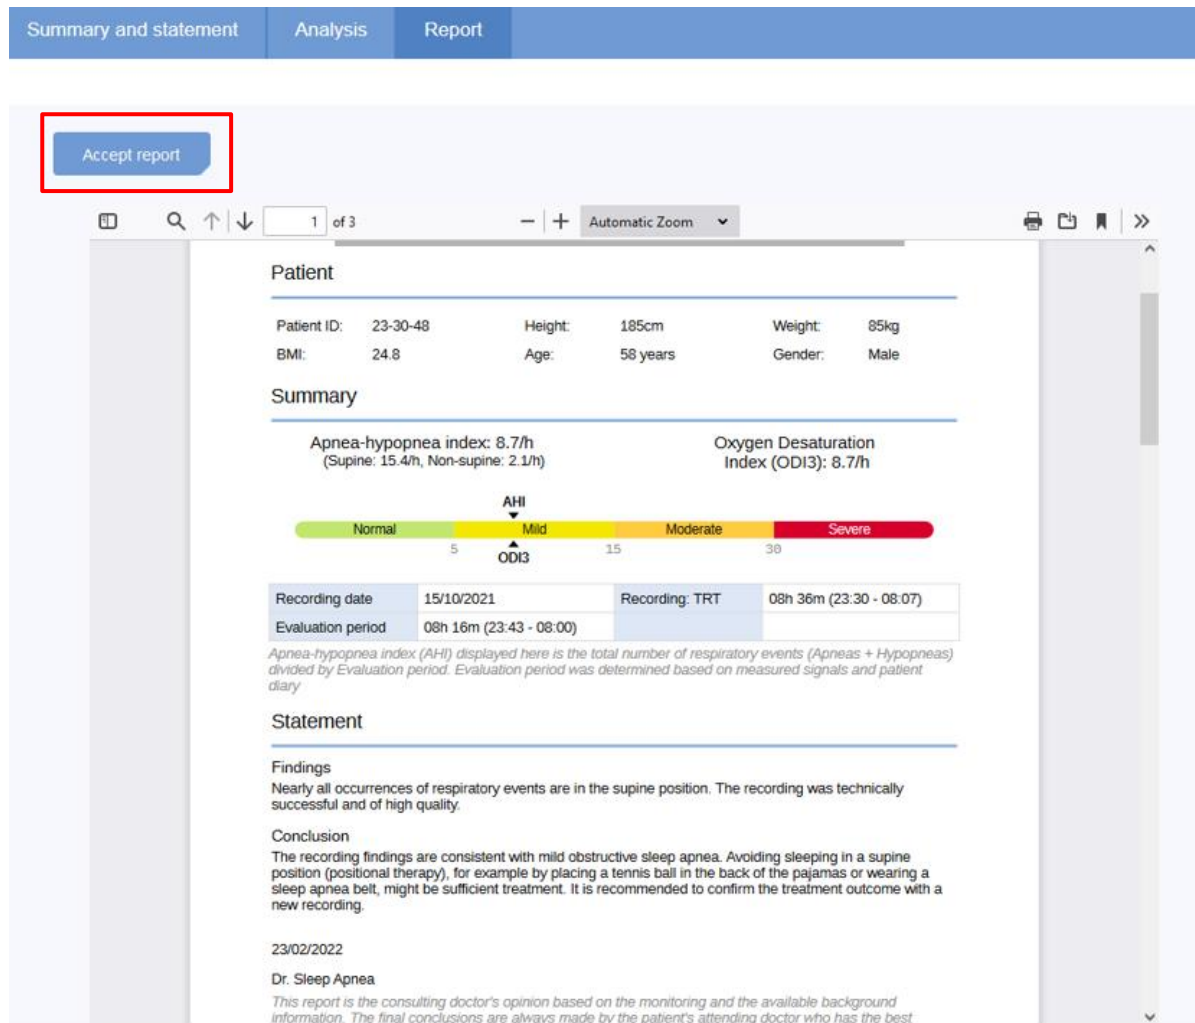 Summary and statement Analysis Report
Accept report
1 of 3 Automatic Zoom
Patient
Patient ID: 23-30-48 Height: 185cm Weight: 85kg
BMI: 24.8 Age: 58 years Gender: Male
Summary
Apnea-hypopnea index: 8.7/h
(Supine: 15.4/h, Non-supine: 2.1/h)
Oxygen Desaturation
Index (ODI3): 8.7/h
AHI
Normal Mild Moderate Severe
5 15 30
ODI3
Recording date 15/10/2021 Recording: TRT 08h 36m (23:30 - 08:07)
Evaluation period 08h 16m (23:43 - 08:00)
Apnea-hypopnea index (AHI) displayed here is the total number of respiratory events (Apneas + Hypopneas)
divided by Evaluation period. Evaluation period was determined based on measured signals and patient
diary
Statement
Findings
Nearly all occurrences of respiratory events are in the supine position. The recording was technically
successful and of high quality.
Conclusion
The recording findings are consistent with mild obstructive sleep apnea. Avoiding sleeping in a supine
position (positional therapy), for example by placing a tennis ball in the back of the pajamas or wearing a
sleep apnea belt, might be sufficient treatment. It is recommended to confirm the treatment outcome with a
new recording.
23/02/2022
Dr. Sleep Apnea
This report is the consulting doctor's opinion based on the monitoring and the available background
information. The final conclusions are always made by the patient's attending doctor who has the best